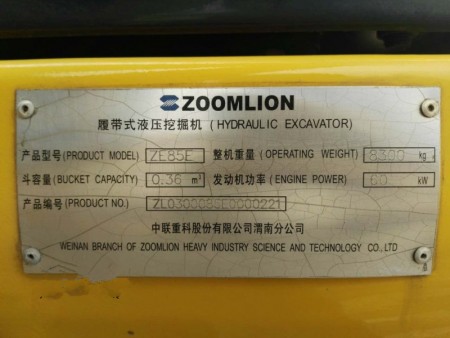 ZOOMLION
履带式液压挖掘机 (HYDRAULIC EXCAVATOR)
产品型号(PRODUCT MODEL) ZE85E 整机重量 (OPERATING WEIGHT) 8300 kg
斗容量(BUCKET CAPACITY) 0.36 m³ 发动机功率 (ENGINE POWER) 60 kW
产品编号(PRODUCT NO.) ZL030008SE0000221
中联重科股份有限公司渭南分公司
WEINAN BRANCH OF ZOOMLION HEAVY INDUSTRY SCIENCE AND TECHNOLOGY CO.,LTD